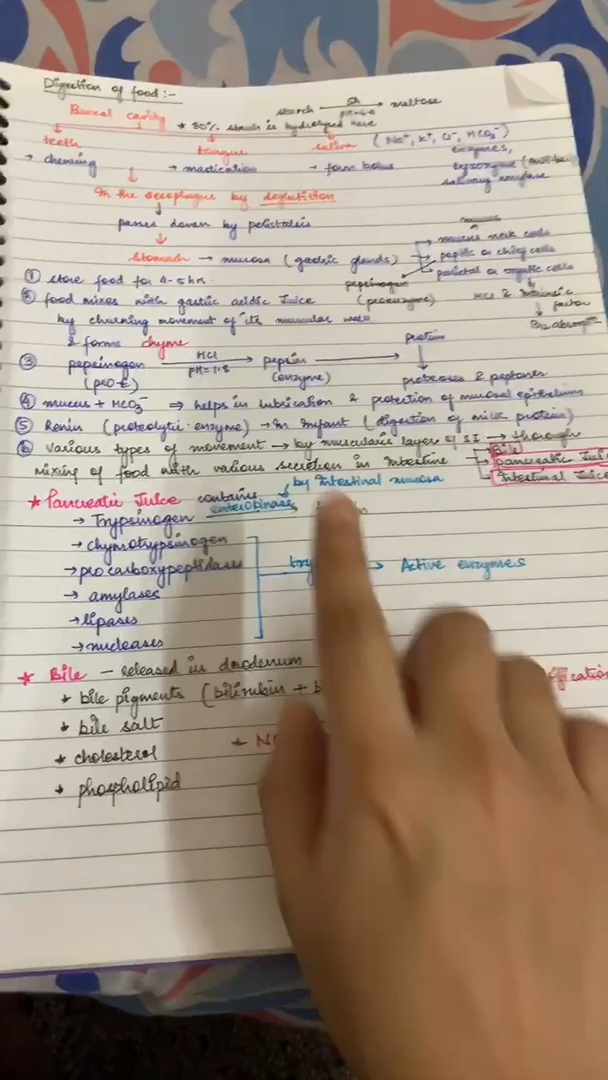 Digestion of food:-
Buccal cavity
starch → maltose
* 30% starch is hydrolysed here
teeth
tongue
saliva (Na⁺, K⁺, Cl⁻, HCO₃⁻)
→ chewing
→ mastication
→ form bolus
enzymes,
lysozyme
salivary amylase
In the oesophagus by deglutition
passes down by peristalsis
mucus
Stomach → mucosa (gastric glands)
mucus neck cells
peptic or chief cells
parietal or oxyntic cells
① store food for 4-5 hr.
pepsinogen
(proenzyme)
HCl & Intrinsic
factor
② food mixes with gastric acidic Juice
by churning movement of its muscular wall
& forms chyme
B12 absorp
protein
③ pepsinogen → pepsin →
HCl
pH=1.8
(pro-E)
(enzyme)
proteoses & peptones
④ mucus + HCO₃⁻ ⇒ helps in lubrication & protection of mucosal epithelium
⑤ Renin (proteolytic enzyme) → In Infant (digestion of milk proteins)
⑥ Various types of movement → by muscularis layer of SI → thorough
mixing of food with various secretion in Intestine
Bile
pancreatic Juice
Intestinal Juice
* Pancreatic Juice contains
by Intestinal mucosa
→ Trypsinogen enterokinase
→ chymotrypsinogen
→ procarboxypeptidases
→ Active enzymes
→ amylases
→ lipases
→ nucleases
* Bile – released in duodenum
* bile pigments (bilirubin + b
* bile salt
* cholesterol
* phospholipid